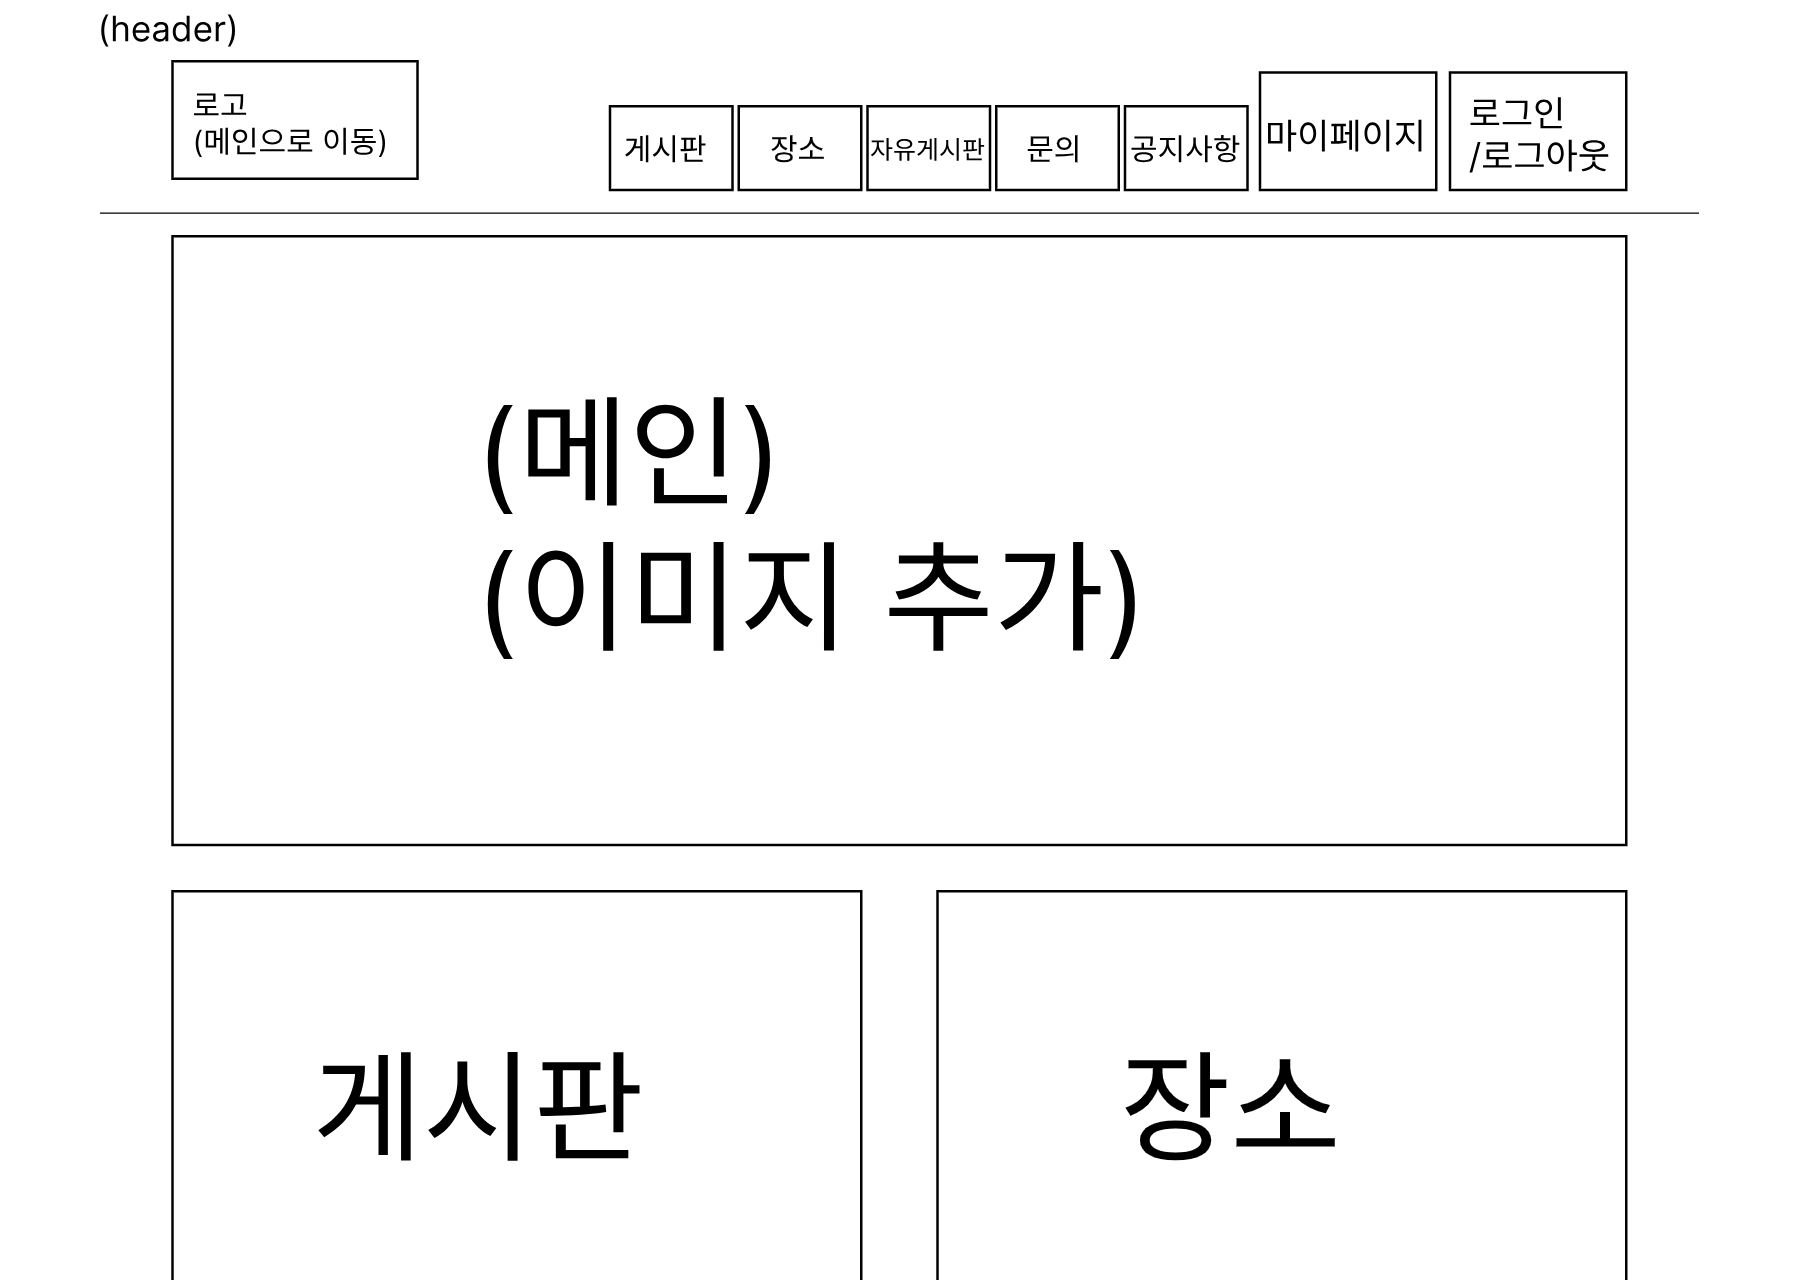 (header)
로고
(메인으로 이동)
게시판
장소
자유게시판
문의
공지사항
마이페이지
로그인
/로그아웃
(메인)
(이미지 추가)
게시판
장소